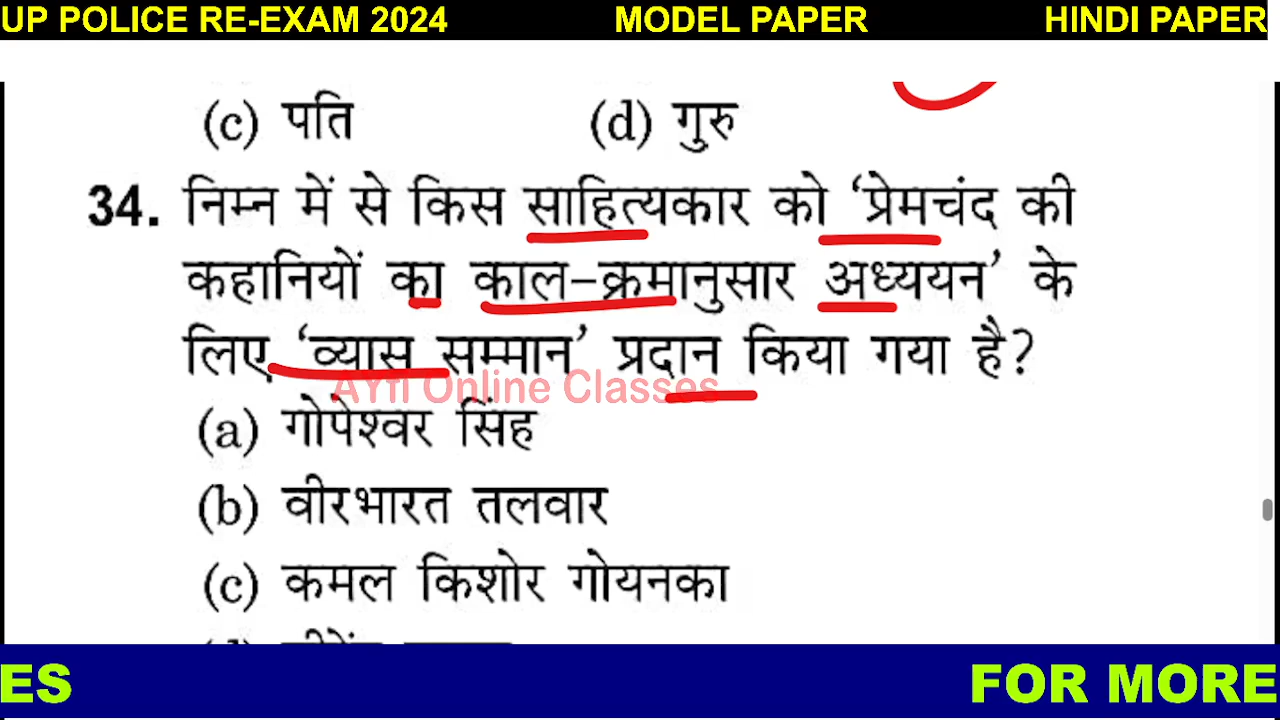 UP POLICE RE-EXAM 2024 MODEL PAPER HINDI PAPER
(c) पति (d) गुरु
34. निम्न में से किस साहित्यकार को ‘प्रेमचंद की
कहानियों का काल-क्रमानुसार अध्ययन’ के
लिए ‘व्यास सम्मान’ प्रदान किया गया है?
AYTI Online Classes
(a) गोपेश्वर सिंह
(b) वीरभारत तलवार
(c) कमल किशोर गोयनका
ES FOR MORE